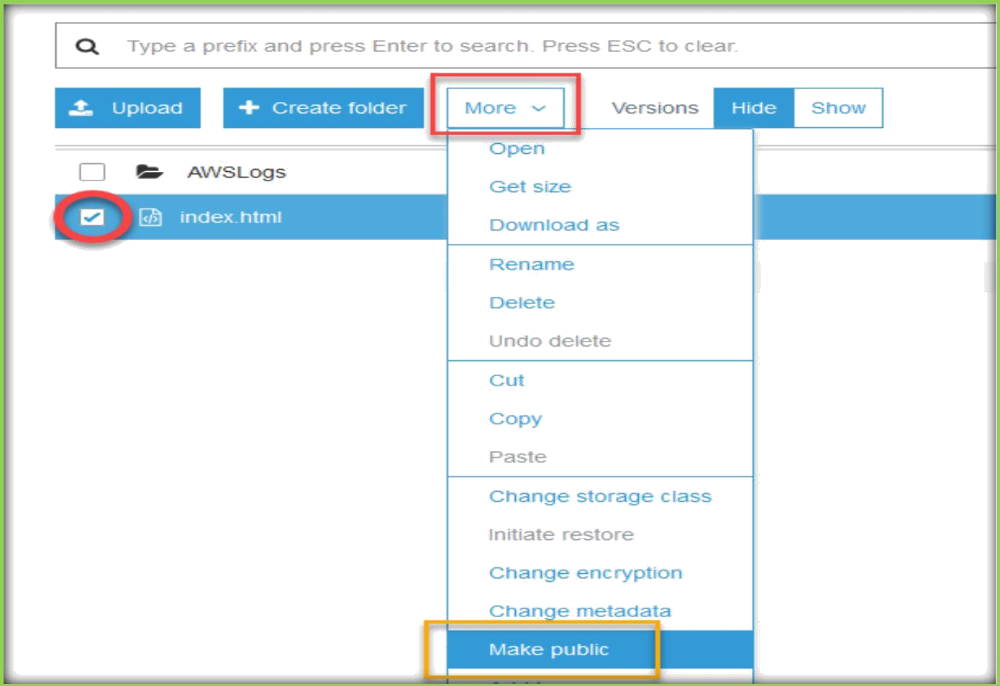 Type a prefix and press Enter to search. Press ESC to clear.
Upload
Create folder
More
Versions
Hide
Show
AWSLogs
index.html
Open
Get size
Download as
Rename
Delete
Undo delete
Cut
Copy
Paste
Change storage class
Initiate restore
Change encryption
Change metadata
Make public